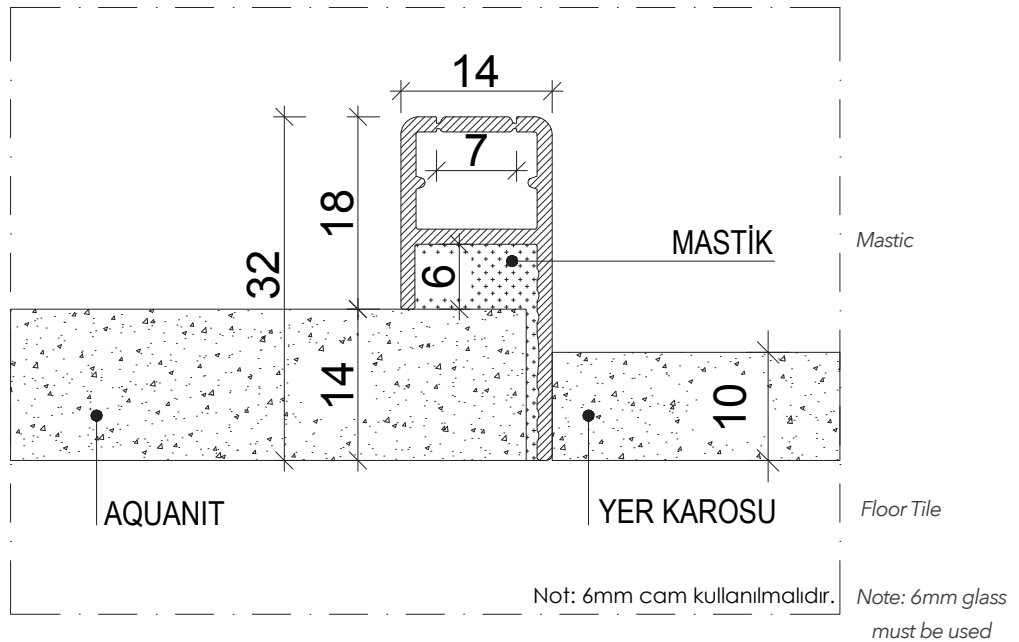 14
7
18
32
MASTİK
Mastic
6
14
10
AQUANIT
YER KAROSU
Floor Tile
Not: 6mm cam kullanılmalıdır.
Note: 6mm glass
must be used